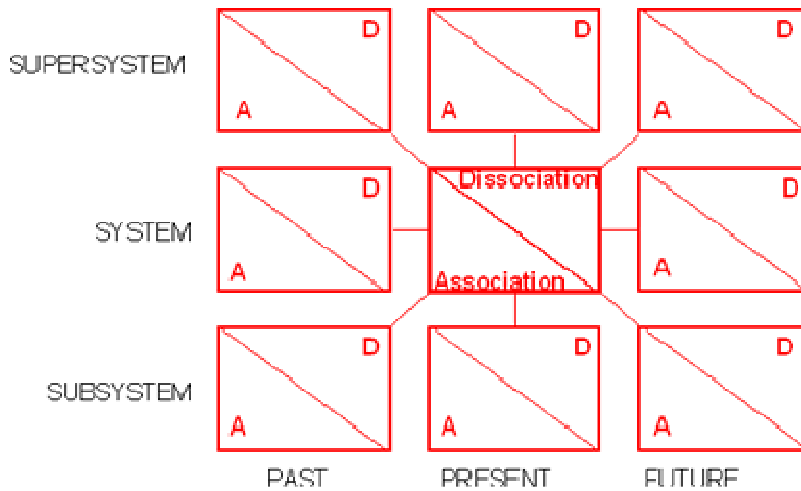 D D D
SUPERSYSTEM
A A A
D Dissociation D
SYSTEM
A Association A
D D D
SUBSYSTEM
A A A
PAST PRESENT FUTURE